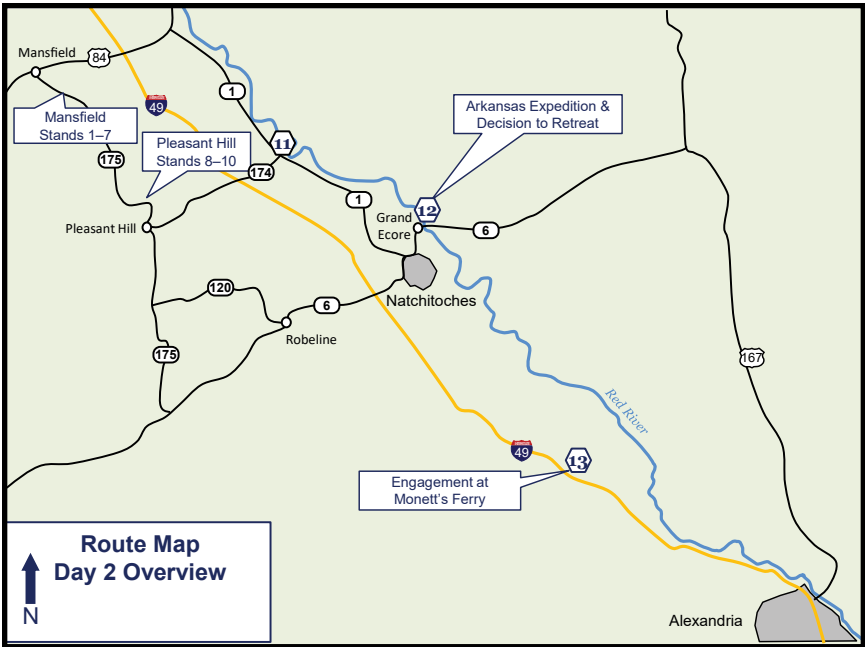 Mansfield
84
1
49
Mansfield
Stands 1–7
Arkansas Expedition &
Decision to Retreat
Pleasant Hill
Stands 8–10
11
175
174
1
12
Grand
Ecore
6
Pleasant Hill
120
6
Natchitoches
Robeline
175
167
Red River
49
13
Engagement at
Monett’s Ferry
Route Map
Day 2 Overview
N
Alexandria